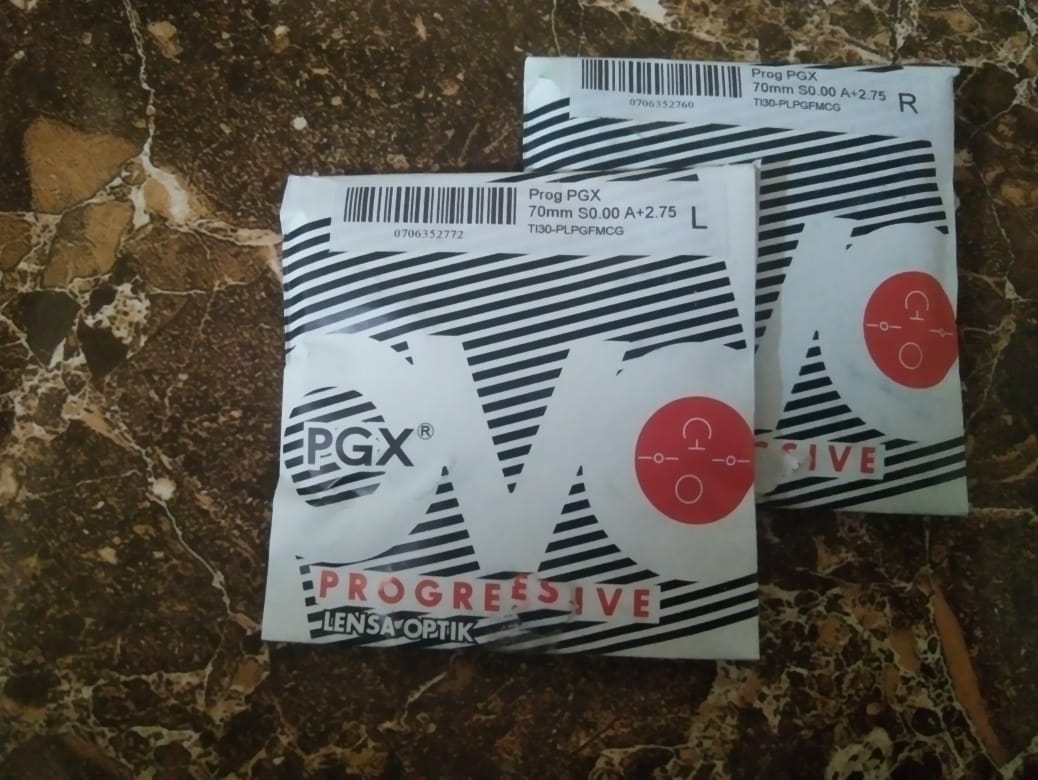 Prog PGX
70mm S0.00 A+2.75 R
0706352760
TI30-PLPGFMCG
Prog PGX
70mm S0.00 A+2.75 L
0706352772
TI30-PLPGFMCG
PGX®
PROGRESSIVE
LENSA OPTIK
SIVE